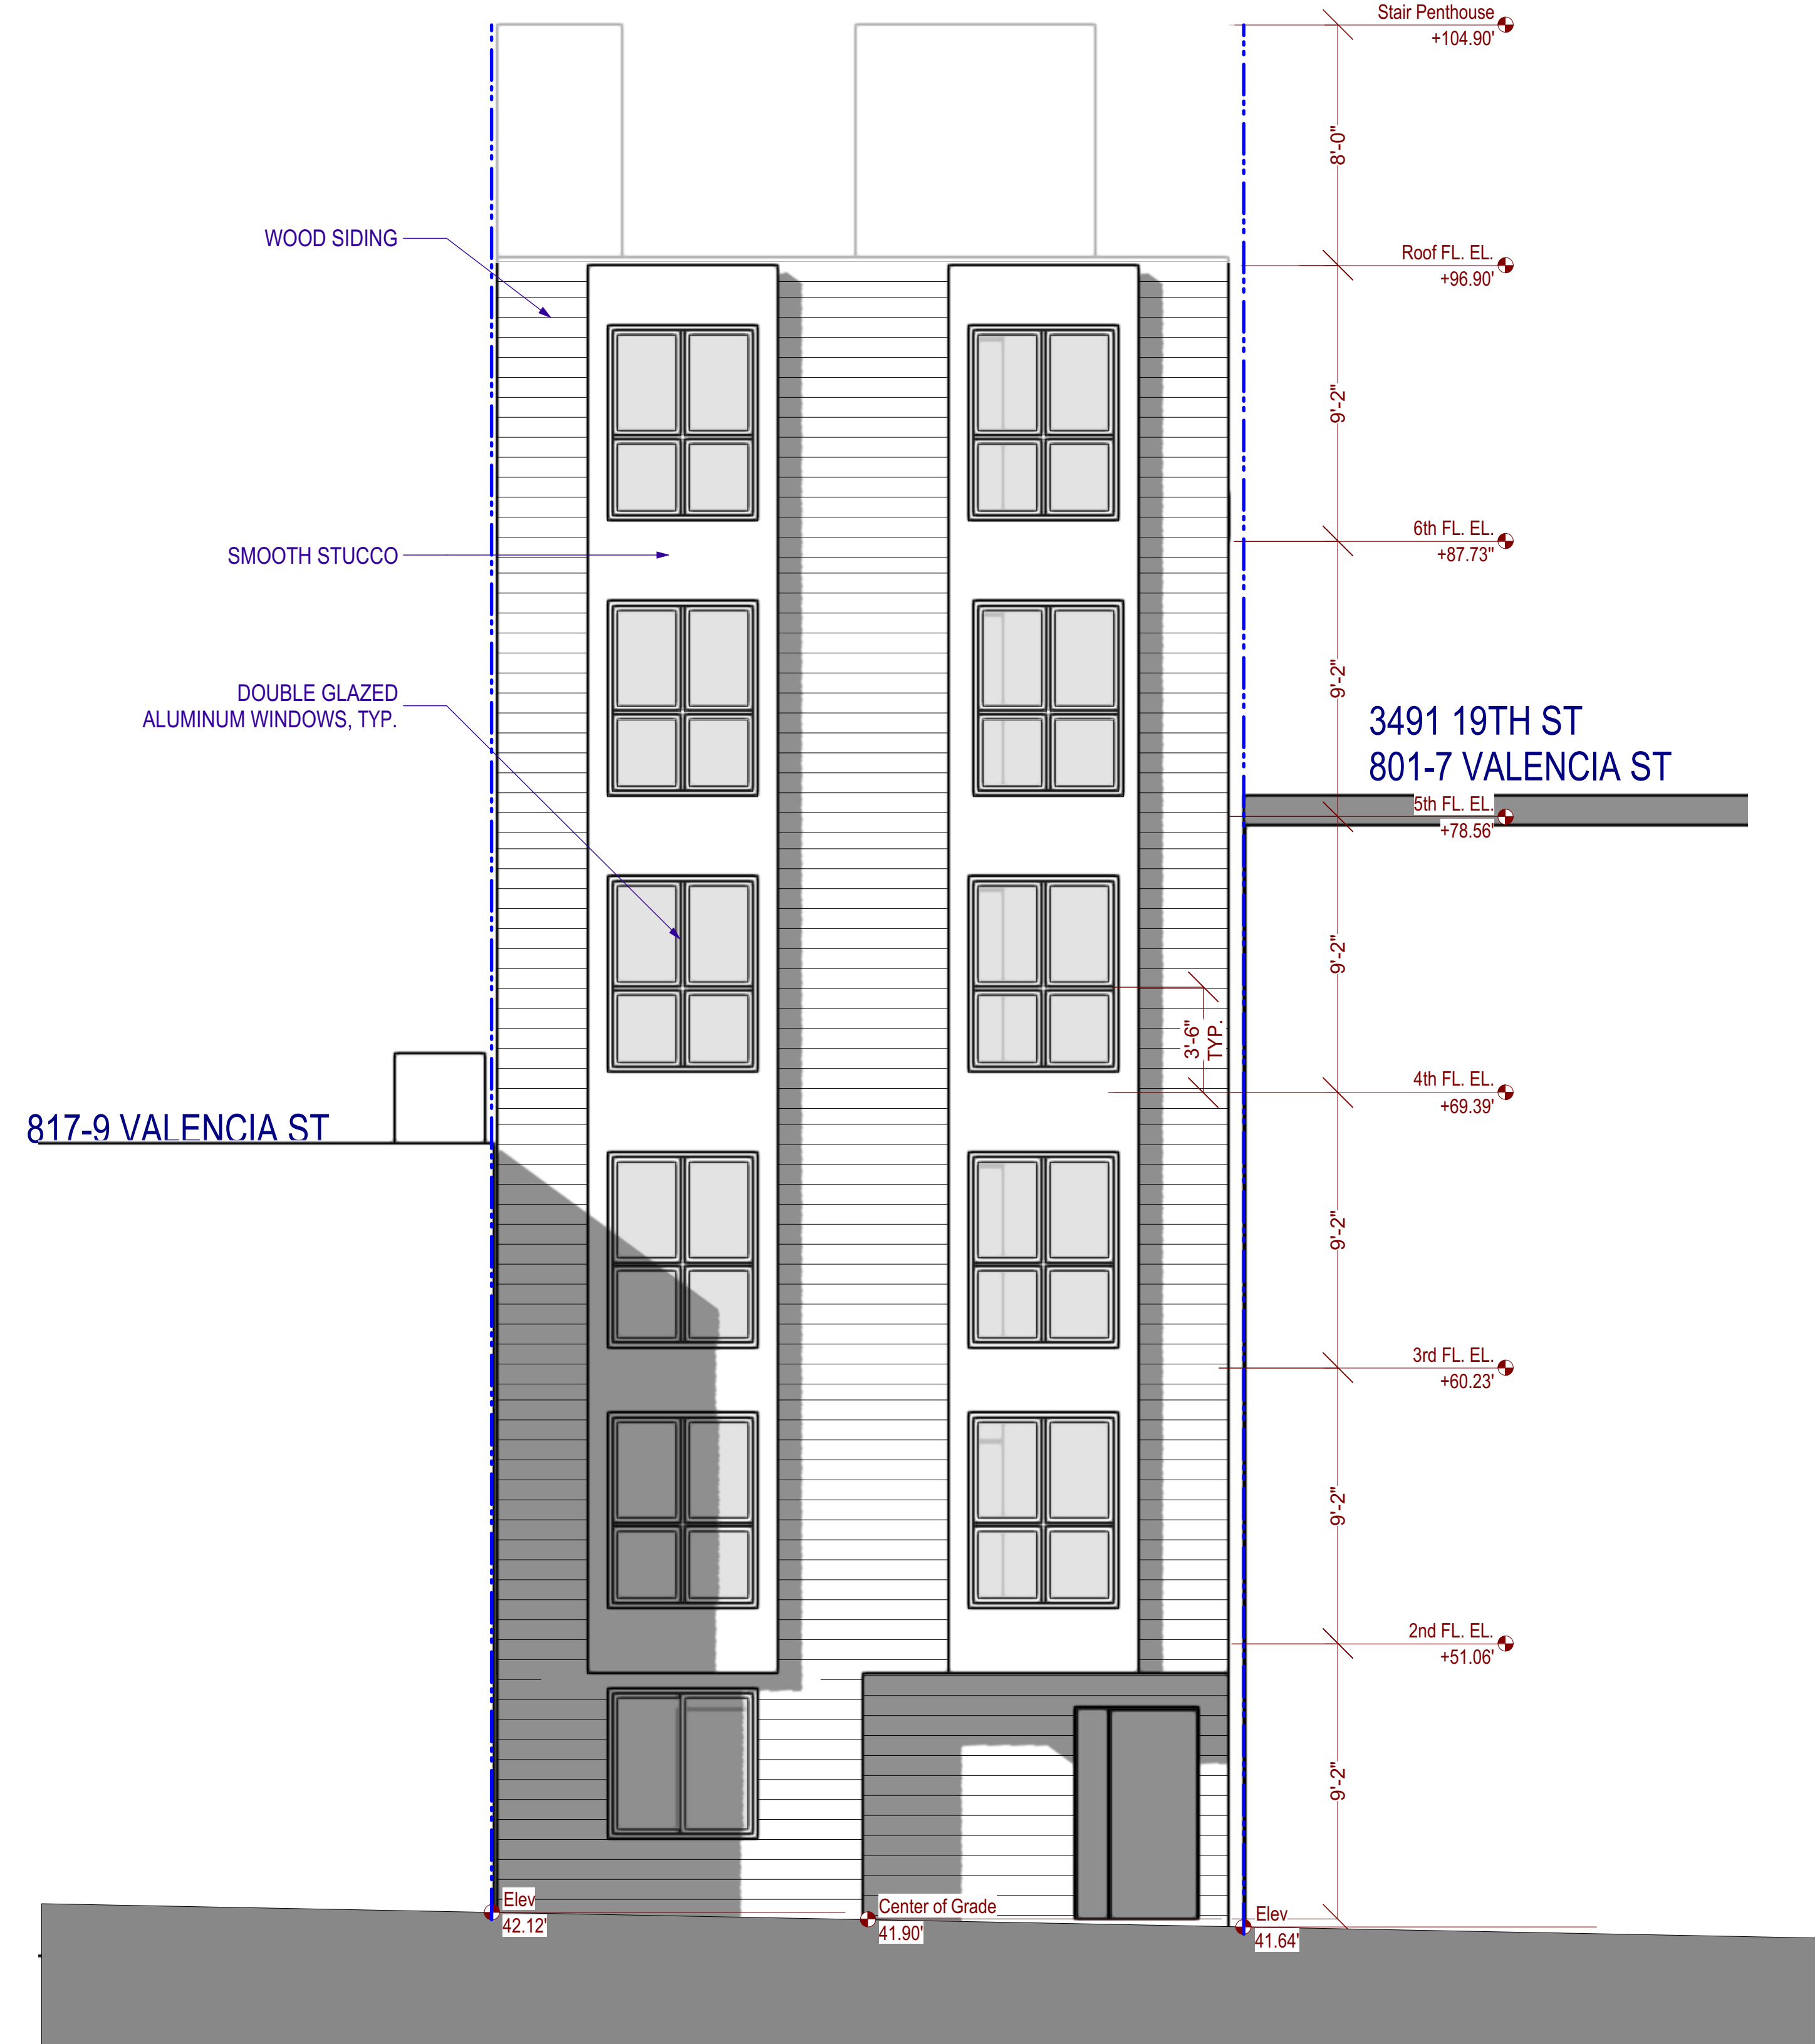 Stair Penthouse
+104.90'
8'-0"
WOOD SIDING
Roof FL. EL.
+96.90'
9'-2"
SMOOTH STUCCO
6th FL. EL.
+87.73"
9'-2"
DOUBLE GLAZED
ALUMINUM WINDOWS, TYP.
3491 19TH ST
801-7 VALENCIA ST
5th FL. EL.
+78.56'
9'-2"
3'-6"
TYP.
4th FL. EL.
+69.39'
817-9 VALENCIA ST
9'-2"
3rd FL. EL.
+60.23'
9'-2"
2nd FL. EL.
+51.06'
9'-2"
Elev
42.12'
Center of Grade
41.90'
Elev
41.64'